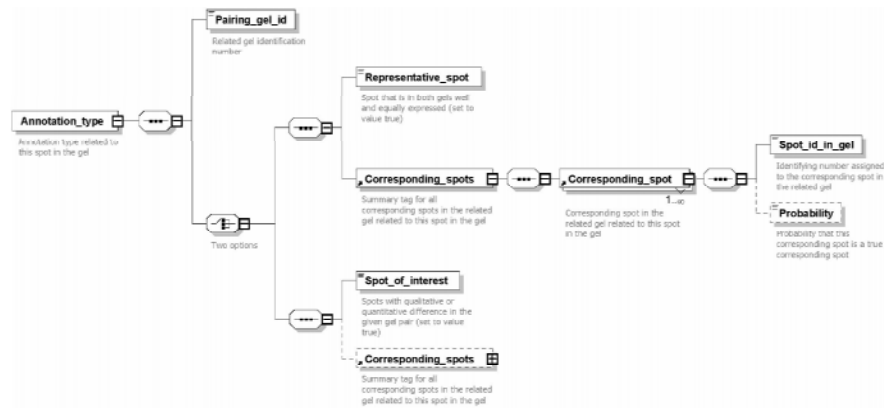 Pairing_gel_id
Related gel identification
number
Annotation_type
Annotation type related to
this spot in the gel
Two options
Representative_spot
Spot that is in both gels well
and equally expressed (set to
value true)
Corresponding_spots
Summary tag for all
corresponding spots in the related
gel related to this spot in the gel
Corresponding_spot
1..∞
Corresponding spot in the
related gel related to this spot
in the gel
Spot_id_in_gel
Identifying number assigned
to the corresponding spot in
the related gel
Probability
Probability that this
corresponding spot is a true
corresponding spot
Spot_of_interest
Spots with qualitative or
quantitative difference in the
given gel pair (set to value
true)
Corresponding_spots
Summary tag for all
corresponding spots in the related
gel related to this spot in the gel